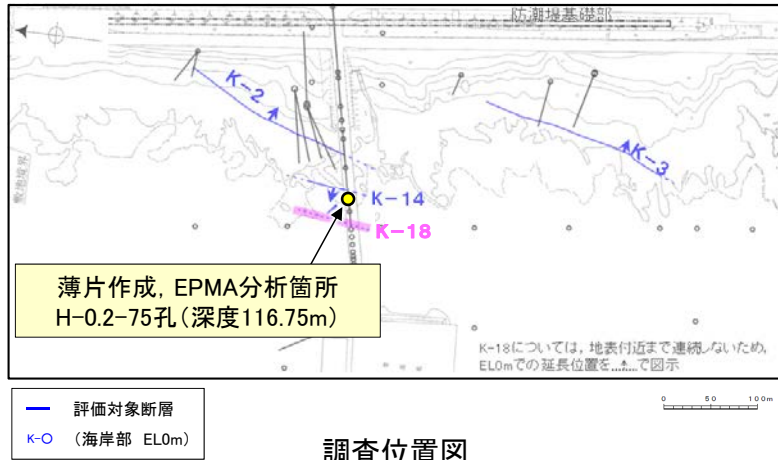 防潮堤基礎部
K-2
K-3
敷地境界
K-14
K-18
薄片作成, EPMA分析箇所
H-0.2-75孔(深度116.75m)
K-18については, 地表付近まで連続しないため,
EL0mでの延長位置を......で図示
0 50 100m
評価対象断層
K-○ (海岸部 EL0m)
調査位置図